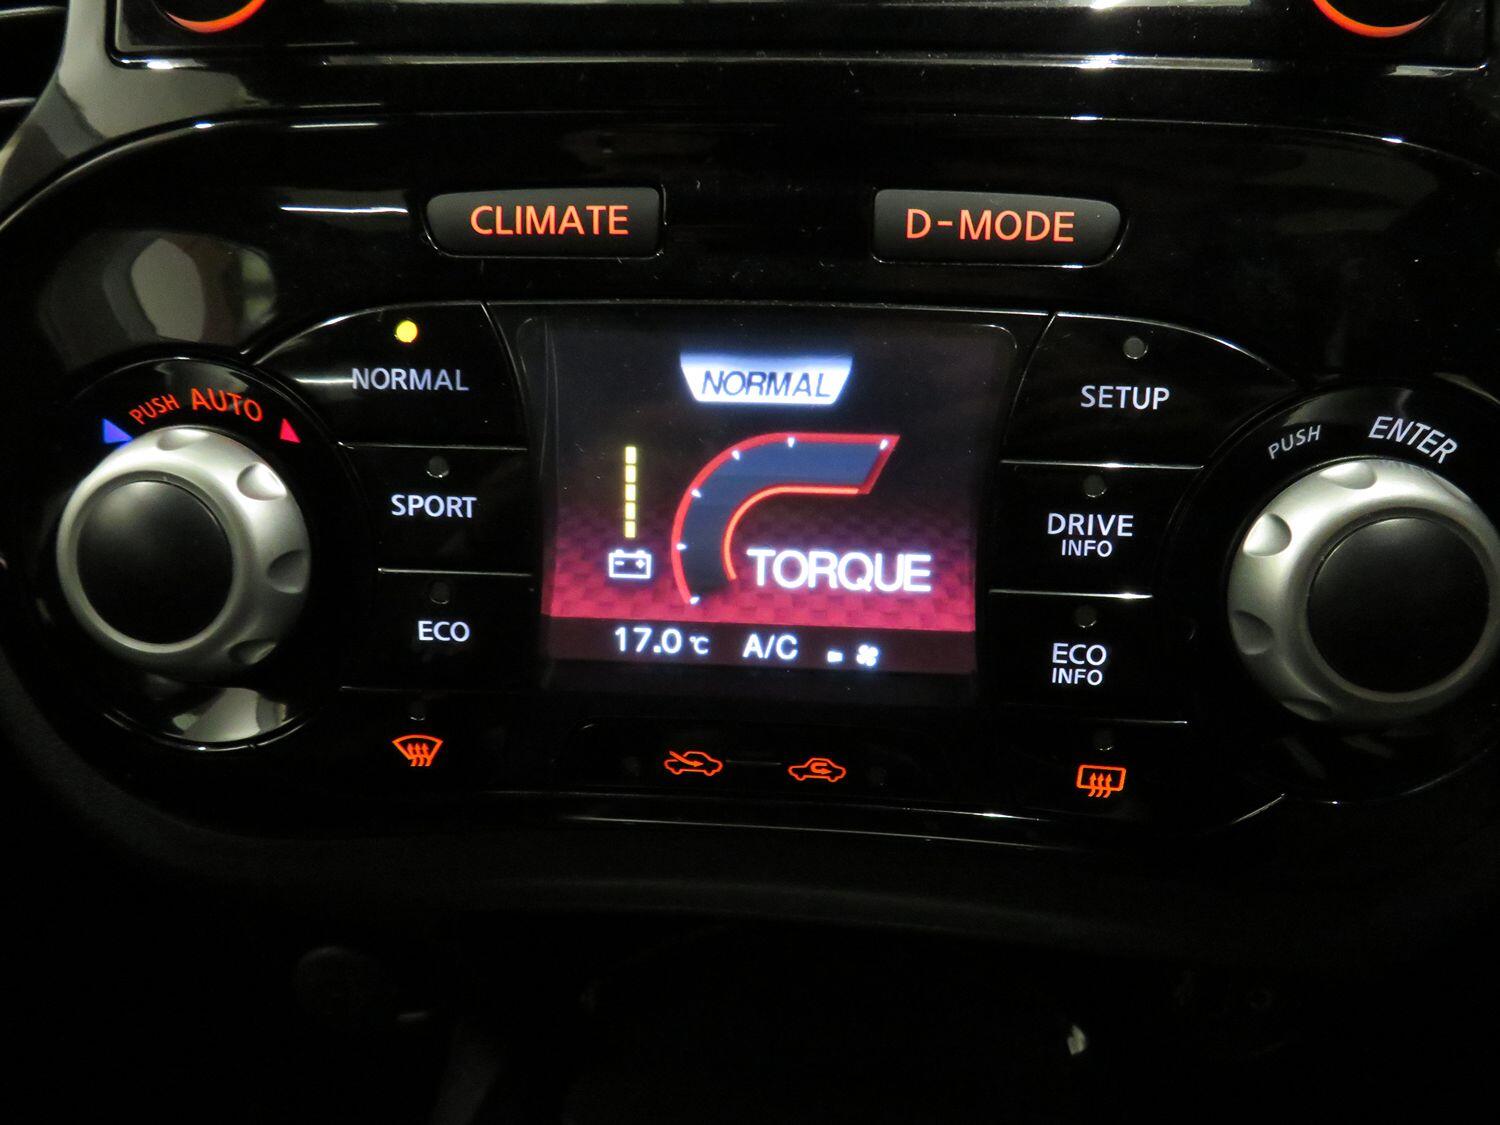 CLIMATE
D-MODE
NORMAL
PUSH AUTO
SPORT
ECO
NORMAL
TORQUE
17.0 ℃ A/C
SETUP
DRIVE
INFO
ECO
INFO
PUSH ENTER